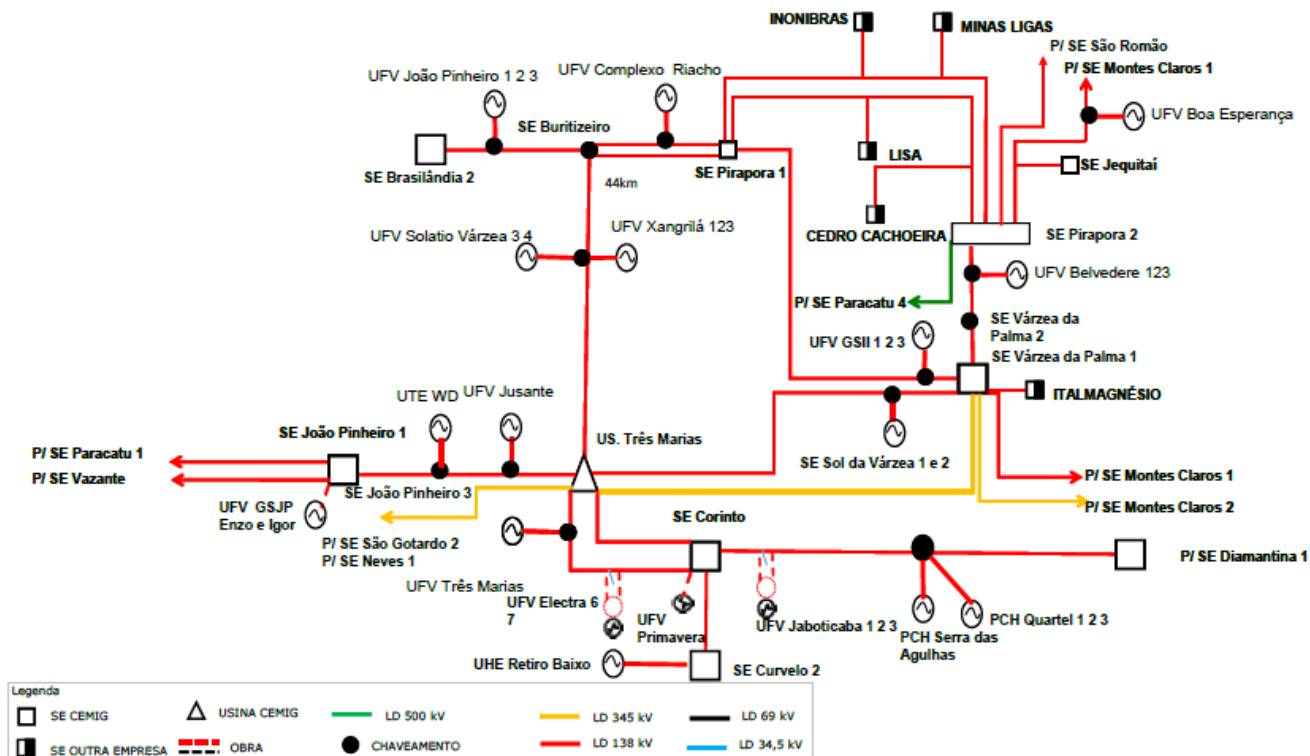 INONIBRAS
MINAS LIGAS
P/ SE São Romão
P/ SE Montes Claros 1
UFV João Pinheiro 1 2 3
UFV Complexo Riacho
UFV Boa Esperança
SE Buritizeiro
LISA
SE Jequitaí
SE Brasilândia 2
SE Pirapora 1
44km
UFV Solatio Várzea 3 4
UFV Xangrilá 123
CEDRO CACHOEIRA
SE Pirapora 2
UFV Belvedere 123
P/ SE Paracatu 4
SE Várzea da
Palma 2
UFV GSII 1 2 3
SE Várzea da Palma 1
ITALMAGNÉSIO
UTE WD
UFV Jusante
SE João Pinheiro 1
US. Três Marias
P/ SE Paracatu 1
P/ SE Vazante
SE Sol da Várzea 1 e 2
P/ SE Montes Claros 1
SE João Pinheiro 3
UFV GSJP
Enzo e Igor
P/ SE Montes Claros 2
SE Corinto
P/ SE São Gotardo 2
P/ SE Neves 1
P/ SE Diamantina 1
UFV Três Marias
UFV Electra 6
7
UFV
Primavera
UFV Jaboticaba 1 2 3
PCH Serra das
Agulhas
PCH Quartel 1 2 3
UHE Retiro Baixo
SE Curvelo 2
Legenda
SE CEMIG
USINA CEMIG
LD 500 kV
LD 345 kV
LD 69 kV
SE OUTRA EMPRESA
OBRA
CHAVEAMENTO
LD 138 kV
LD 34,5 kV